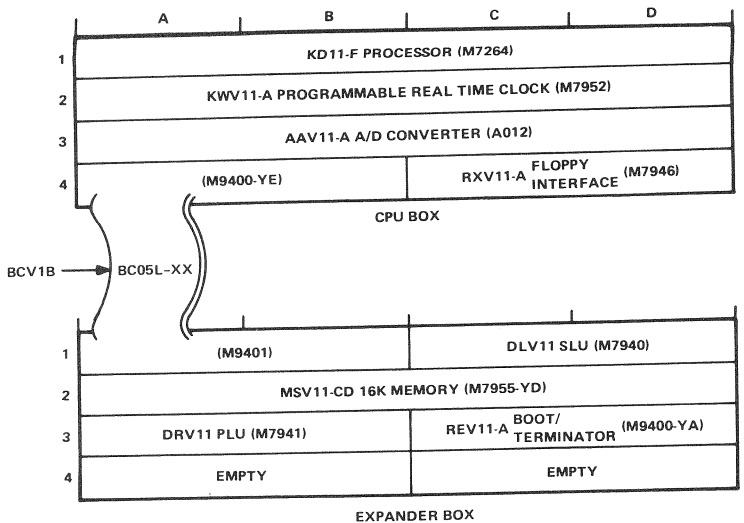 A B C D
1 KD11-F PROCESSOR (M7264)
2 KWV11-A PROGRAMMABLE REAL TIME CLOCK (M7952)
3 AAV11-A A/D CONVERTER (A012)
4 (M9400-YE) RXV11-A FLOPPY INTERFACE (M7946)
CPU BOX
BCV1B BC05L-XX
1 (M9401) DLV11 SLU (M7940)
2 MSV11-CD 16K MEMORY (M7955-YD)
3 DRV11 PLU (M7941) REV11-A BOOT/ TERMINATOR (M9400-YA)
4 EMPTY EMPTY
EXPANDER BOX